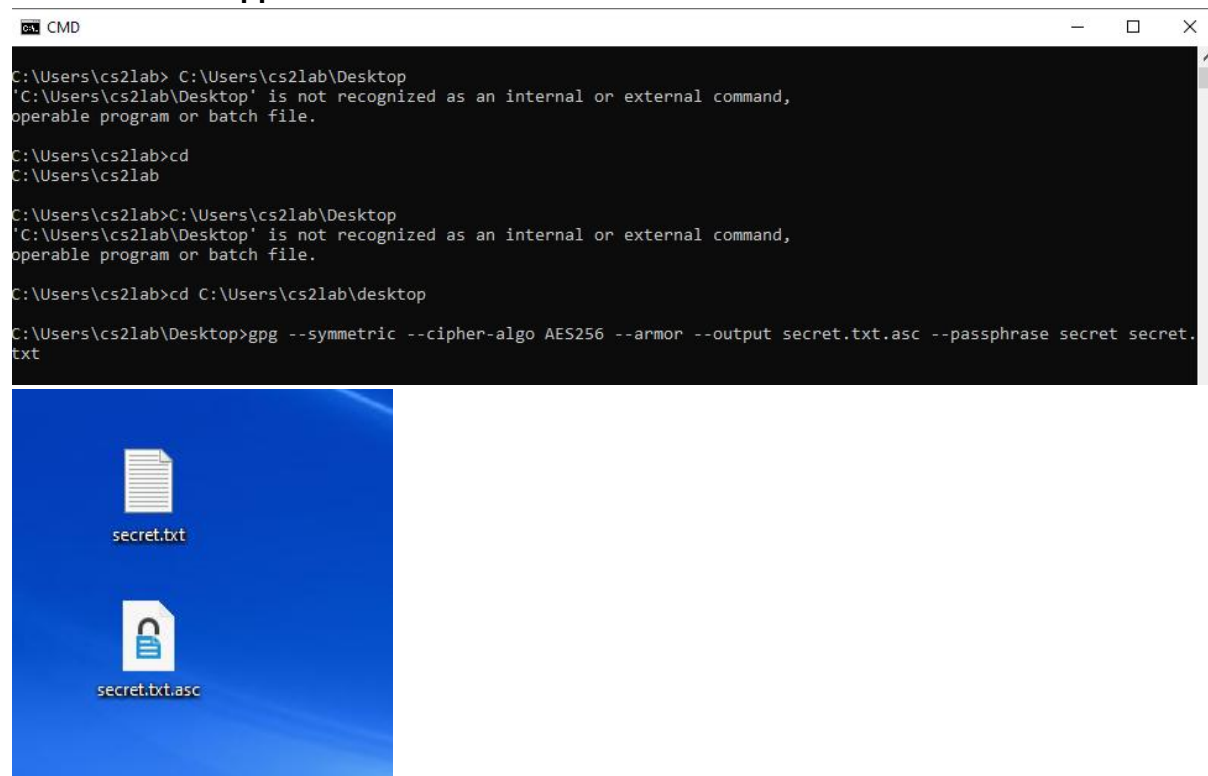 CMD
C:\Users\cs2lab> C:\Users\cs2lab\Desktop
'C:\Users\cs2lab\Desktop' is not recognized as an internal or external command,
operable program or batch file.
C:\Users\cs2lab>cd
C:\Users\cs2lab
C:\Users\cs2lab>C:\Users\cs2lab\Desktop
'C:\Users\cs2lab\Desktop' is not recognized as an internal or external command,
operable program or batch file.
C:\Users\cs2lab>cd C:\Users\cs2lab\desktop
C:\Users\cs2lab\Desktop>gpg --symmetric --cipher-algo AES256 --armor --output secret.txt.asc --passphrase secret secret.
txt
secret.txt
secret.txt.asc